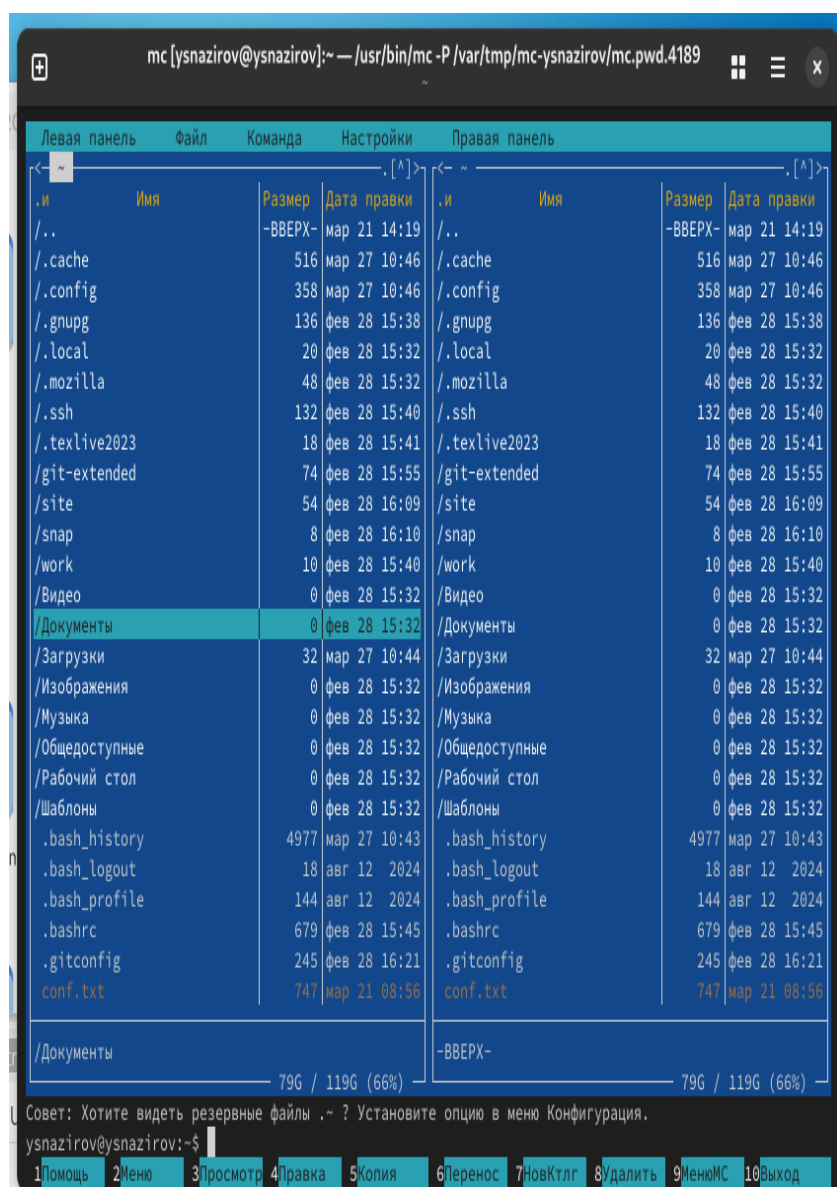 mc [ysnazirov@ysnazirov]:~ — /usr/bin/mc -P /var/tmp/mc-ysnazirov/mc.pwd.4189
~
Левая панель Файл Команда Настройки Правая панель
<─ ~ .[^]> <─ ~ .[^]>
.и Имя Размер Дата правки .и Имя Размер Дата правки
/.. -ВВЕРХ- мар 21 14:19 /.. -ВВЕРХ- мар 21 14:19
/.cache 516 мар 27 10:46 /.cache 516 мар 27 10:46
/.config 358 мар 27 10:46 /.config 358 мар 27 10:46
/.gnupg 136 фев 28 15:38 /.gnupg 136 фев 28 15:38
/.local 20 фев 28 15:32 /.local 20 фев 28 15:32
/.mozilla 48 фев 28 15:32 /.mozilla 48 фев 28 15:32
/.ssh 132 фев 28 15:40 /.ssh 132 фев 28 15:40
/.texlive2023 18 фев 28 15:41 /.texlive2023 18 фев 28 15:41
/git-extended 74 фев 28 15:55 /git-extended 74 фев 28 15:55
/site 54 фев 28 16:09 /site 54 фев 28 16:09
/snap 8 фев 28 16:10 /snap 8 фев 28 16:10
/work 10 фев 28 15:40 /work 10 фев 28 15:40
/Видео 0 фев 28 15:32 /Видео 0 фев 28 15:32
/Документы 0 фев 28 15:32 /Документы 0 фев 28 15:32
/Загрузки 32 мар 27 10:44 /Загрузки 32 мар 27 10:44
/Изображения 0 фев 28 15:32 /Изображения 0 фев 28 15:32
/Музыка 0 фев 28 15:32 /Музыка 0 фев 28 15:32
/Общедоступные 0 фев 28 15:32 /Общедоступные 0 фев 28 15:32
/Рабочий стол 0 фев 28 15:32 /Рабочий стол 0 фев 28 15:32
/Шаблоны 0 фев 28 15:32 /Шаблоны 0 фев 28 15:32
.bash_history 4977 мар 27 10:43 .bash_history 4977 мар 27 10:43
.bash_logout 18 авг 12 2024 .bash_logout 18 авг 12 2024
.bash_profile 144 авг 12 2024 .bash_profile 144 авг 12 2024
.bashrc 679 фев 28 15:45 .bashrc 679 фев 28 15:45
.gitconfig 245 фев 28 16:21 .gitconfig 245 фев 28 16:21
conf.txt 747 мар 21 08:56 conf.txt 747 мар 21 08:56
/Документы -ВВЕРХ-
79G / 119G (66%) 79G / 119G (66%)
Совет: Хотите видеть резервные файлы .~ ? Установите опцию в меню Конфигурация.
ysnazirov@ysnazirov:~$
1Помощь 2Меню 3Просмотр 4Правка 5Копия 6Перенос 7НовКтлг 8Удалить 9МенюМС 10Выход